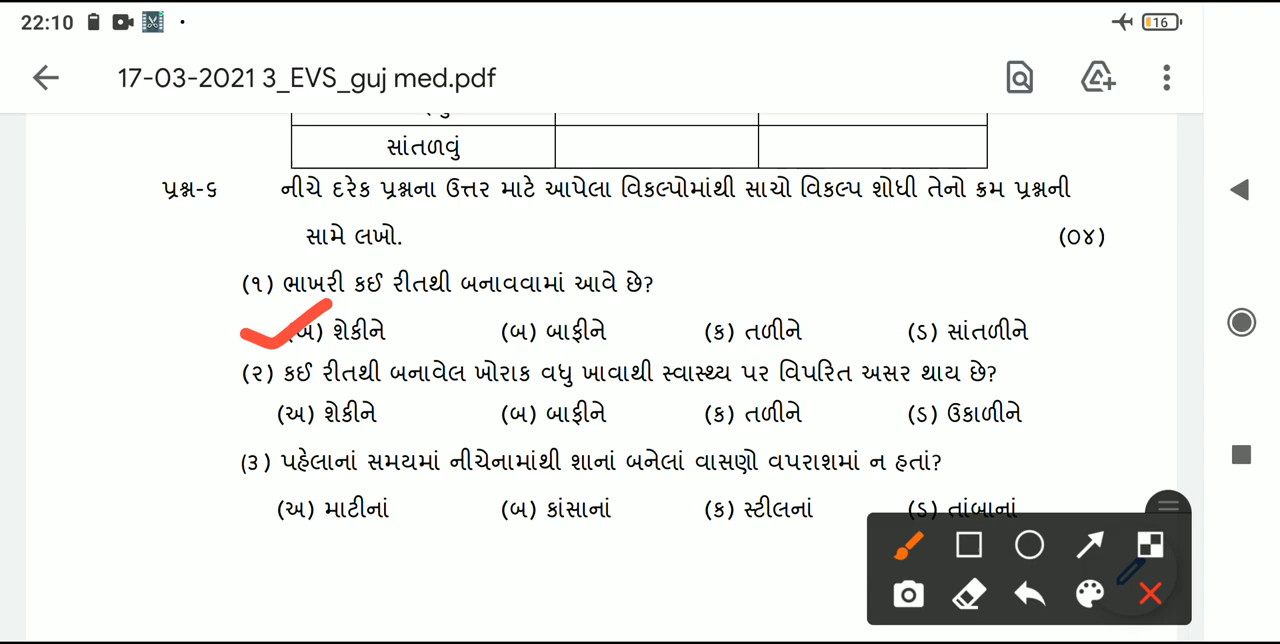 22:10
16
17-03-2021 3_EVS_guj med.pdf
સાંતળવું
પ્રશ્ન-૬ નીચે દરેક પ્રશ્નના ઉત્તર માટે આપેલા વિકલ્પોમાંથી સાચો વિકલ્પ શોધી તેનો ક્રમ પ્રશ્નની
સામે લખો. (૦૪)
(૧) ભાખરી કઈ રીતથી બનાવવામાં આવે છે?
(અ) શેકીને (બ) બાફીને (ક) તળીને (ડ) સાંતળીને
(૨) કઈ રીતથી બનાવેલ ખોરાક વધુ ખાવાથી સ્વાસ્થ્ય પર વિપરિત અસર થાય છે?
(અ) શેકીને (બ) બાફીને (ક) તળીને (ડ) ઉકાળીને
(૩) પહેલાનાં સમયમાં નીચેનામાંથી શાનાં બનેલાં વાસણો વપરાશમાં ન હતાં?
(અ) માટીનાં (બ) કાંસાનાં (ક) સ્ટીલનાં (ડ) તાંબાનાં